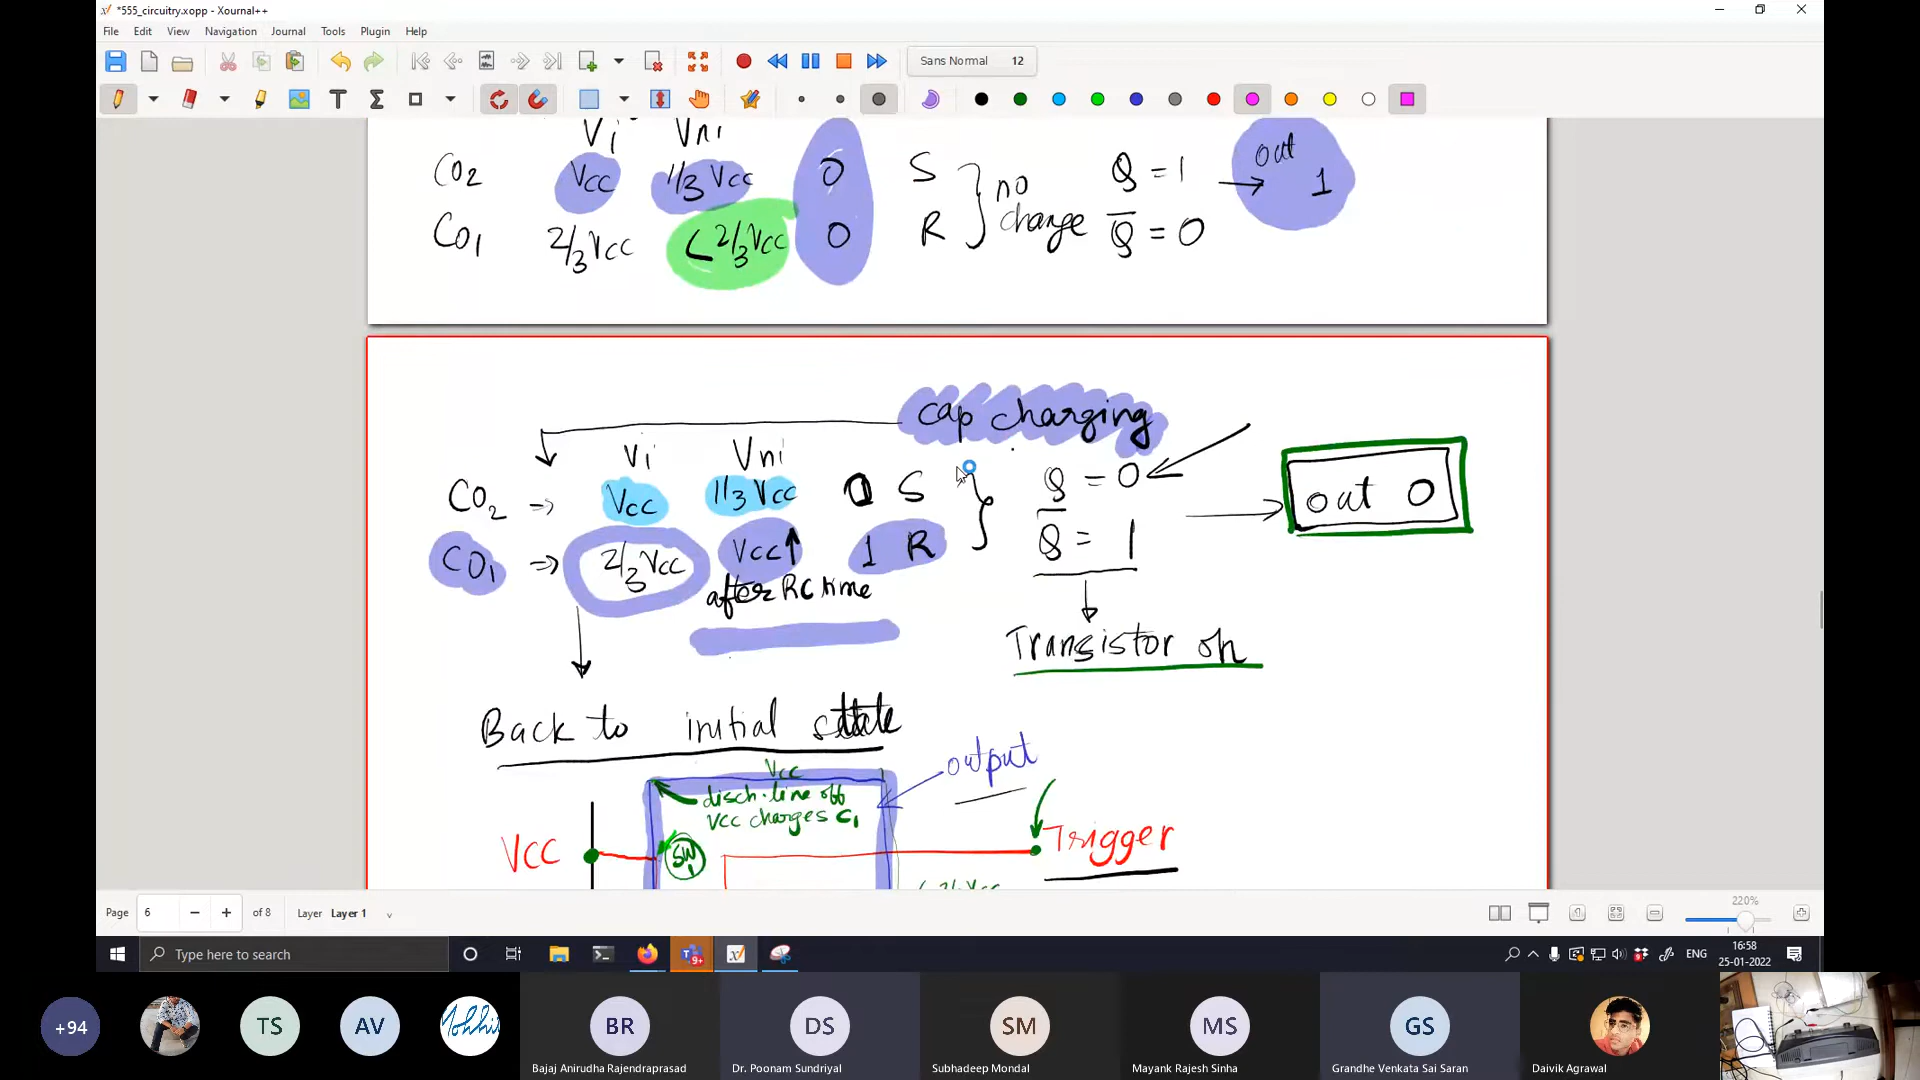 *555_circuitry.xopp - Xournal++
File Edit View Navigation Journal Tools Plugin Help
Sans Normal 12
Vi Vni
CO2 Vcc 1/3 Vcc 0 S Q = 1 out 1
no change
CO1 2/3 Vcc < 2/3 Vcc 0 R Q̅ = 0
cap charging
Vi Vni
CO2 ⇒ Vcc 1/3 Vcc 0 S Q = 0
out 0
CO1 ⇒ 2/3 Vcc Vcc↑ 1 R Q̅ = 1
after RC time
Transistor on
Back to initial state
output
Vcc
disch. line off
Vcc charges C1
Trigger
VCC
SW1
Page 6 of 8 Layer Layer 1
220%
Type here to search
9+
ENG
16:58
25-01-2022
+94
TS
AV
Mohit
BR
Bajaj Anirudha Rajendraprasad
DS
Dr. Poonam Sundriyal
SM
Subhadeep Mondal
MS
Mayank Rajesh Sinha
GS
Grandhe Venkata Sai Saran
Daivik Agrawal